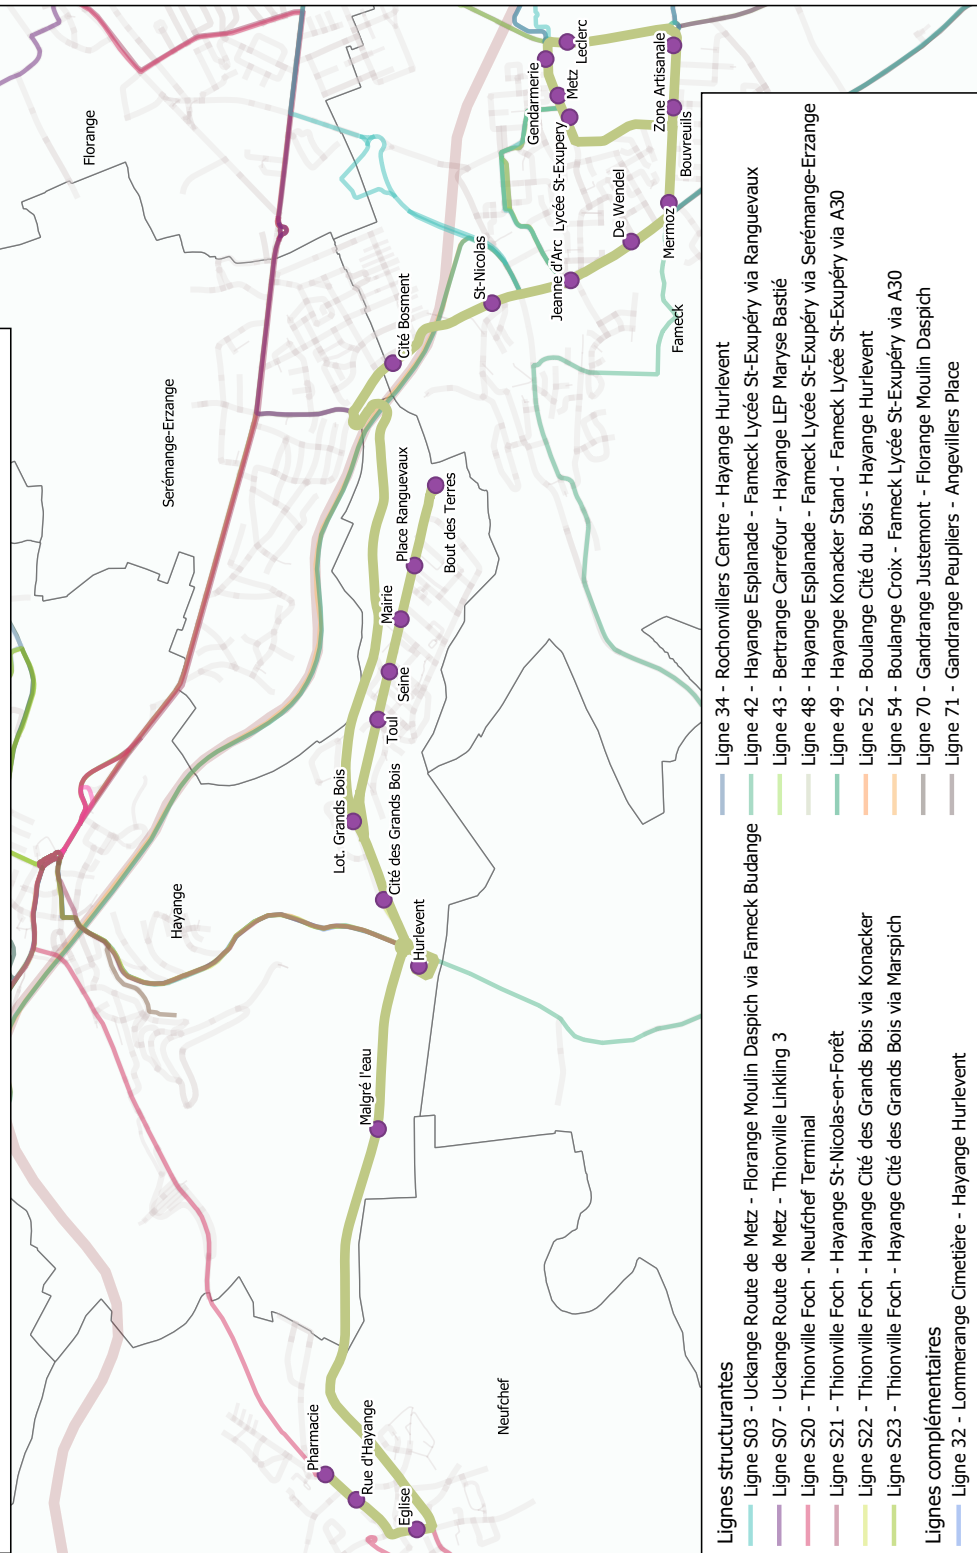 Neufchef
Eglise
Rue d'Hayange
Pharmacie
Malgré l'eau
Hurlevent
Hayange
Cité des Grands Bois
Lot. Grands Bois
Toul
Seine
Mairie
Place Ranguevaux
Bout des Terres
Serémange-Erzange
Cité Bosment
St-Nicolas
Jeanne d'Arc
De Wendel
Mermoz
Fameck
Florange
Lycée St-Exupery
Metz
Gendarmerie
Leclerc
Zone Artisanale
Bouvreuils
Lignes structurantes
Ligne S03 - Uckange Route de Metz - Florange Moulin Daspich via Fameck Budange
Ligne S07 - Uckange Route de Metz - Thionville Linkling 3
Ligne S20 - Thionville Foch - Neufchef Terminal
Ligne S21 - Thionville Foch - Hayange St-Nicolas-en-Forêt
Ligne S22 - Thionville Foch - Hayange Cité des Grands Bois via Konacker
Ligne S23 - Thionville Foch - Hayange Cité des Grands Bois via Marspich
Lignes complémentaires
Ligne 32 - Lommerange Cimetière - Hayange Hurlevent
Ligne 34 - Rochonvillers Centre - Hayange Hurlevent
Ligne 42 - Hayange Esplanade - Fameck Lycée St-Exupéry via Ranguevaux
Ligne 43 - Bertrange Carrefour - Hayange LEP Maryse Bastié
Ligne 48 - Hayange Esplanade - Fameck Lycée St-Exupéry via Serémange-Erzange
Ligne 49 - Hayange Konacker Stand - Fameck Lycée St-Exupéry via A30
Ligne 52 - Boulange Cité du Bois - Hayange Hurlevent
Ligne 54 - Boulange Croix - Fameck Lycée St-Exupéry via A30
Ligne 70 - Gandrange Justemont - Florange Moulin Daspich
Ligne 71 - Gandrange Peupliers - Angevillers Place